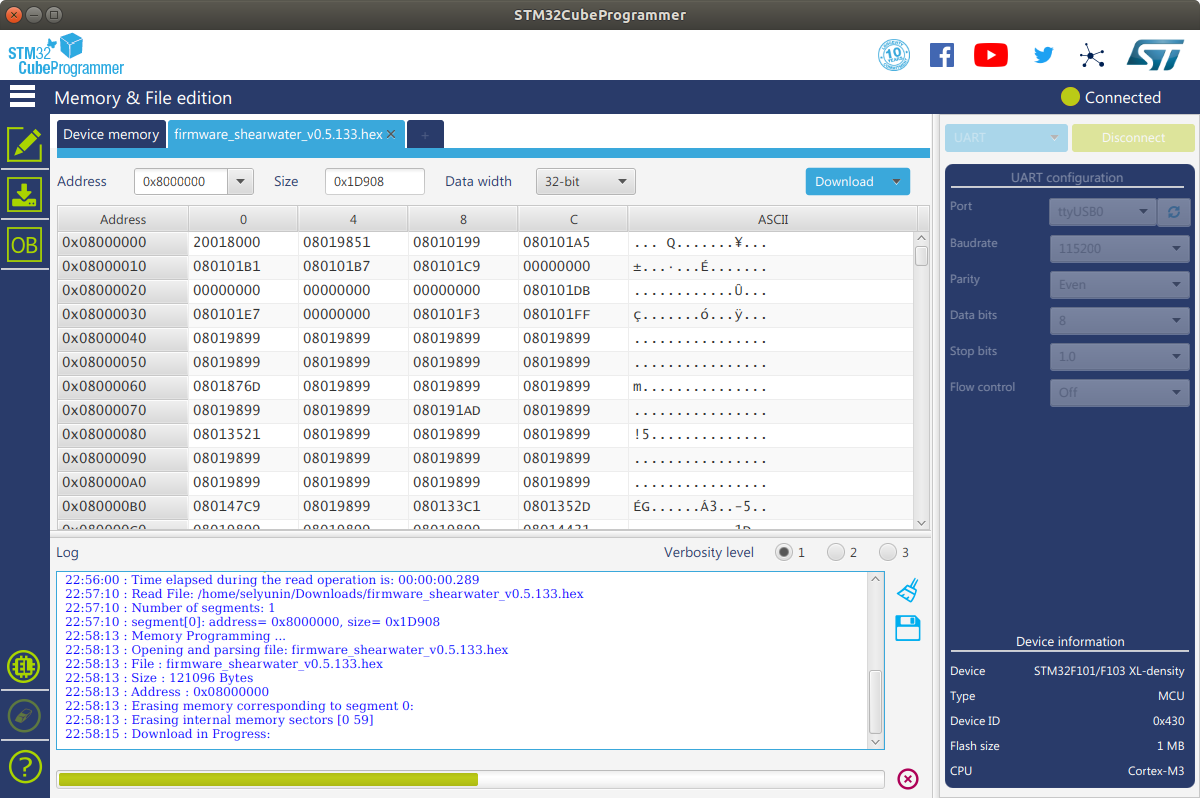 STM32CubeProgrammer
STM32
CubeProgrammer
10
YEARS
ST
Memory & File edition
Connected
Device memory
firmware_shearwater_v0.5.133.hex ×
+
UART
Disconnect
Address
0x8000000
Size
0x1D908
Data width
32-bit
Download
Address 0 4 8 C ASCII
0x08000000 20018000 08019851 08010199 080101A5 ... Q.......¥...
0x08000010 080101B1 080101B7 080101C9 00000000 ±...·...É.......
0x08000020 00000000 00000000 00000000 080101DB ............Û...
0x08000030 080101E7 00000000 080101F3 080101FF ç.......ó...ÿ...
0x08000040 08019899 08019899 08019899 08019899 ................
0x08000050 08019899 08019899 08019899 08019899 ................
0x08000060 0801876D 08019899 08019899 08019899 m...............
0x08000070 08019899 08019899 080191AD 08019899 ................
0x08000080 08013521 08019899 08019899 08019899 !5..............
0x08000090 08019899 08019899 08019899 08019899 ................
0x080000A0 08019899 08019899 08019899 08019899 ................
0x080000B0 080147C9 08019899 080133C1 0801352D ÉG......Á3..-5..
0x080000C0 08019899 08019899 08019899 08014431
UART configuration
Port
ttyUSB0
Baudrate
115200
Parity
Even
Data bits
8
Stop bits
1.0
Flow control
Off
OB
Log
Verbosity level
1
2
3
22:56:00 : Time elapsed during the read operation is: 00:00:00.289
22:57:10 : Read File: /home/selyunin/Downloads/firmware_shearwater_v0.5.133.hex
22:57:10 : Number of segments: 1
22:57:10 : segment[0]: address= 0x8000000, size= 0x1D908
22:58:13 : Memory Programming ...
22:58:13 : Opening and parsing file: firmware_shearwater_v0.5.133.hex
22:58:13 : File : firmware_shearwater_v0.5.133.hex
22:58:13 : Size : 121096 Bytes
22:58:13 : Address : 0x08000000
22:58:13 : Erasing memory corresponding to segment 0:
22:58:13 : Erasing internal memory sectors [0 59]
22:58:15 : Download in Progress:
EL
?
Device information
Device STM32F101/F103 XL-density
Type MCU
Device ID 0x430
Flash size 1 MB
CPU Cortex-M3